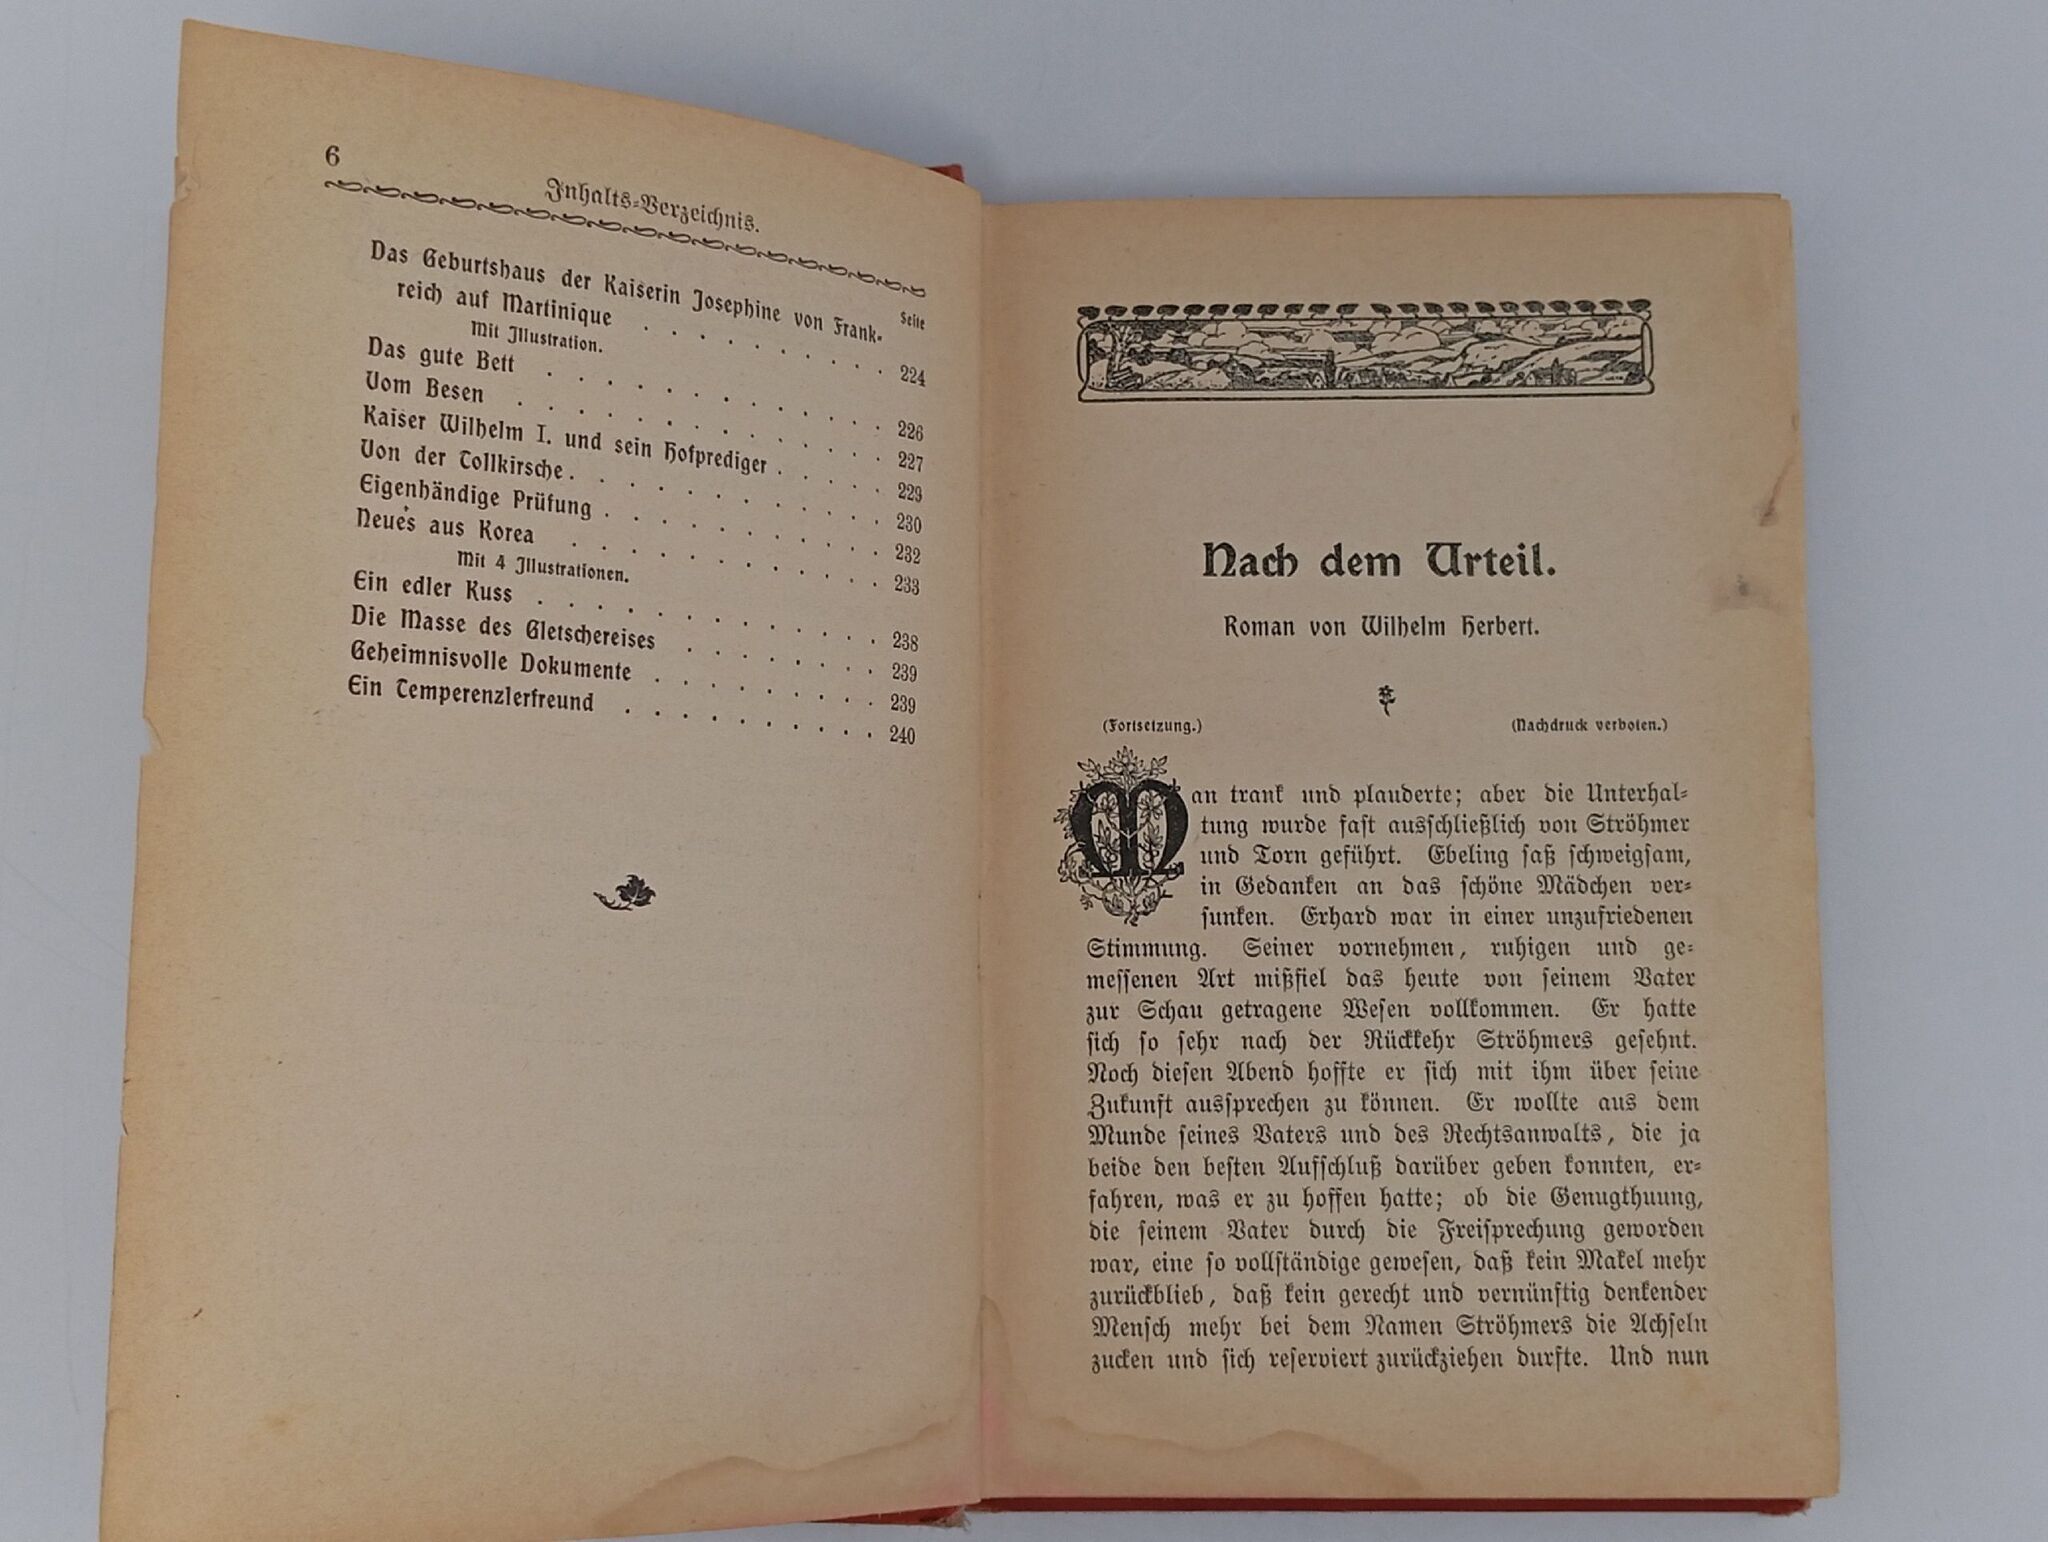 6
Inhalts-Verzeichnis.
Seite
Das Geburtshaus der Kaiserin Josephine von Frank-
reich auf Martinique . . . . . . . . 224
Mit Illustration.
Das gute Bett . . . . . . . . . . . . 226
Vom Besen . . . . . . . . . . . . . 227
Kaiser Wilhelm I. und sein Hofprediger . . . . 229
Von der Tollkirsche . . . . . . . . . . . 230
Eigenhändige Prüfung . . . . . . . . . . 232
Neues aus Korea . . . . . . . . . . . 233
Mit 4 Illustrationen.
Ein edler Kuss . . . . . . . . . . . . 238
Die Masse des Gletschereises . . . . . . . 239
Geheimnisvolle Dokumente . . . . . . . . 239
Ein Temperenzlerfreund . . . . . . . . . 240
Nach dem Urteil.
Roman von Wilhelm Herbert.
(Fortsetzung.) (Nachdruck verboten.)
Man trank und plauderte; aber die Unterhal-
tung wurde fast ausschließlich von Ströhmer
und Torn geführt. Ebeling saß schweigsam,
in Gedanken an das schöne Mädchen ver-
sunken. Erhard war in einer unzufriedenen
Stimmung. Seiner vornehmen, ruhigen und ge-
messenen Art mißfiel das heute von seinem Vater
zur Schau getragene Wesen vollkommen. Er hatte
sich so sehr nach der Rückkehr Ströhmers gesehnt.
Noch diesen Abend hoffte er sich mit ihm über seine
Zukunft aussprechen zu können. Er wollte aus dem
Munde seines Vaters und des Rechtsanwalts, die ja
beide den besten Aufschluß darüber geben konnten, er-
fahren, was er zu hoffen hatte; ob die Genugthuung,
die seinem Vater durch die Freisprechung geworden
war, eine so vollständige gewesen, daß kein Makel mehr
zurückblieb, daß kein gerecht und vernünftig denkender
Mensch mehr bei dem Namen Ströhmers die Achseln
zucken und sich reserviert zurückziehen durfte. Und nun